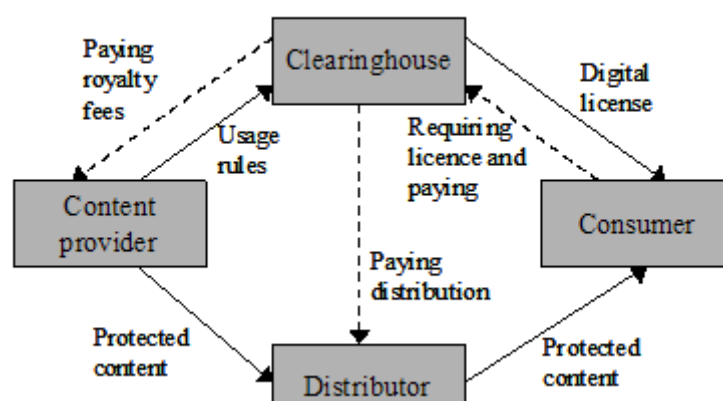 Paying
royalty
fees
Clearinghouse
Digital
license
Usage
rules
Requiring
licence and
paying
Content
provider
Consumer
Paying
distribution
Protected
content
Distributor
Protected
content